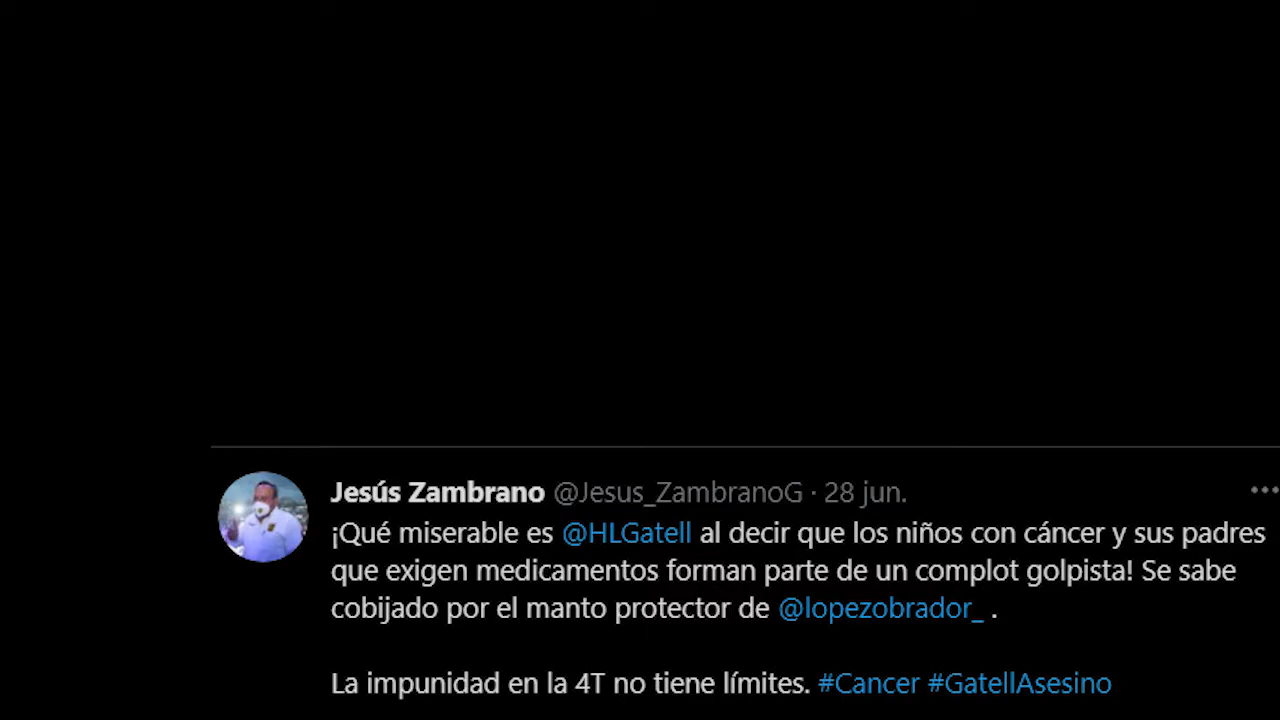 Jesús Zambrano @Jesus_ZambranoG · 28 jun.
¡Qué miserable es @HLGatell al decir que los niños con cáncer y sus padres
que exigen medicamentos forman parte de un complot golpista! Se sabe
cobijado por el manto protector de @lopezobrador_ .
La impunidad en la 4T no tiene límites. #Cancer #GatellAsesino